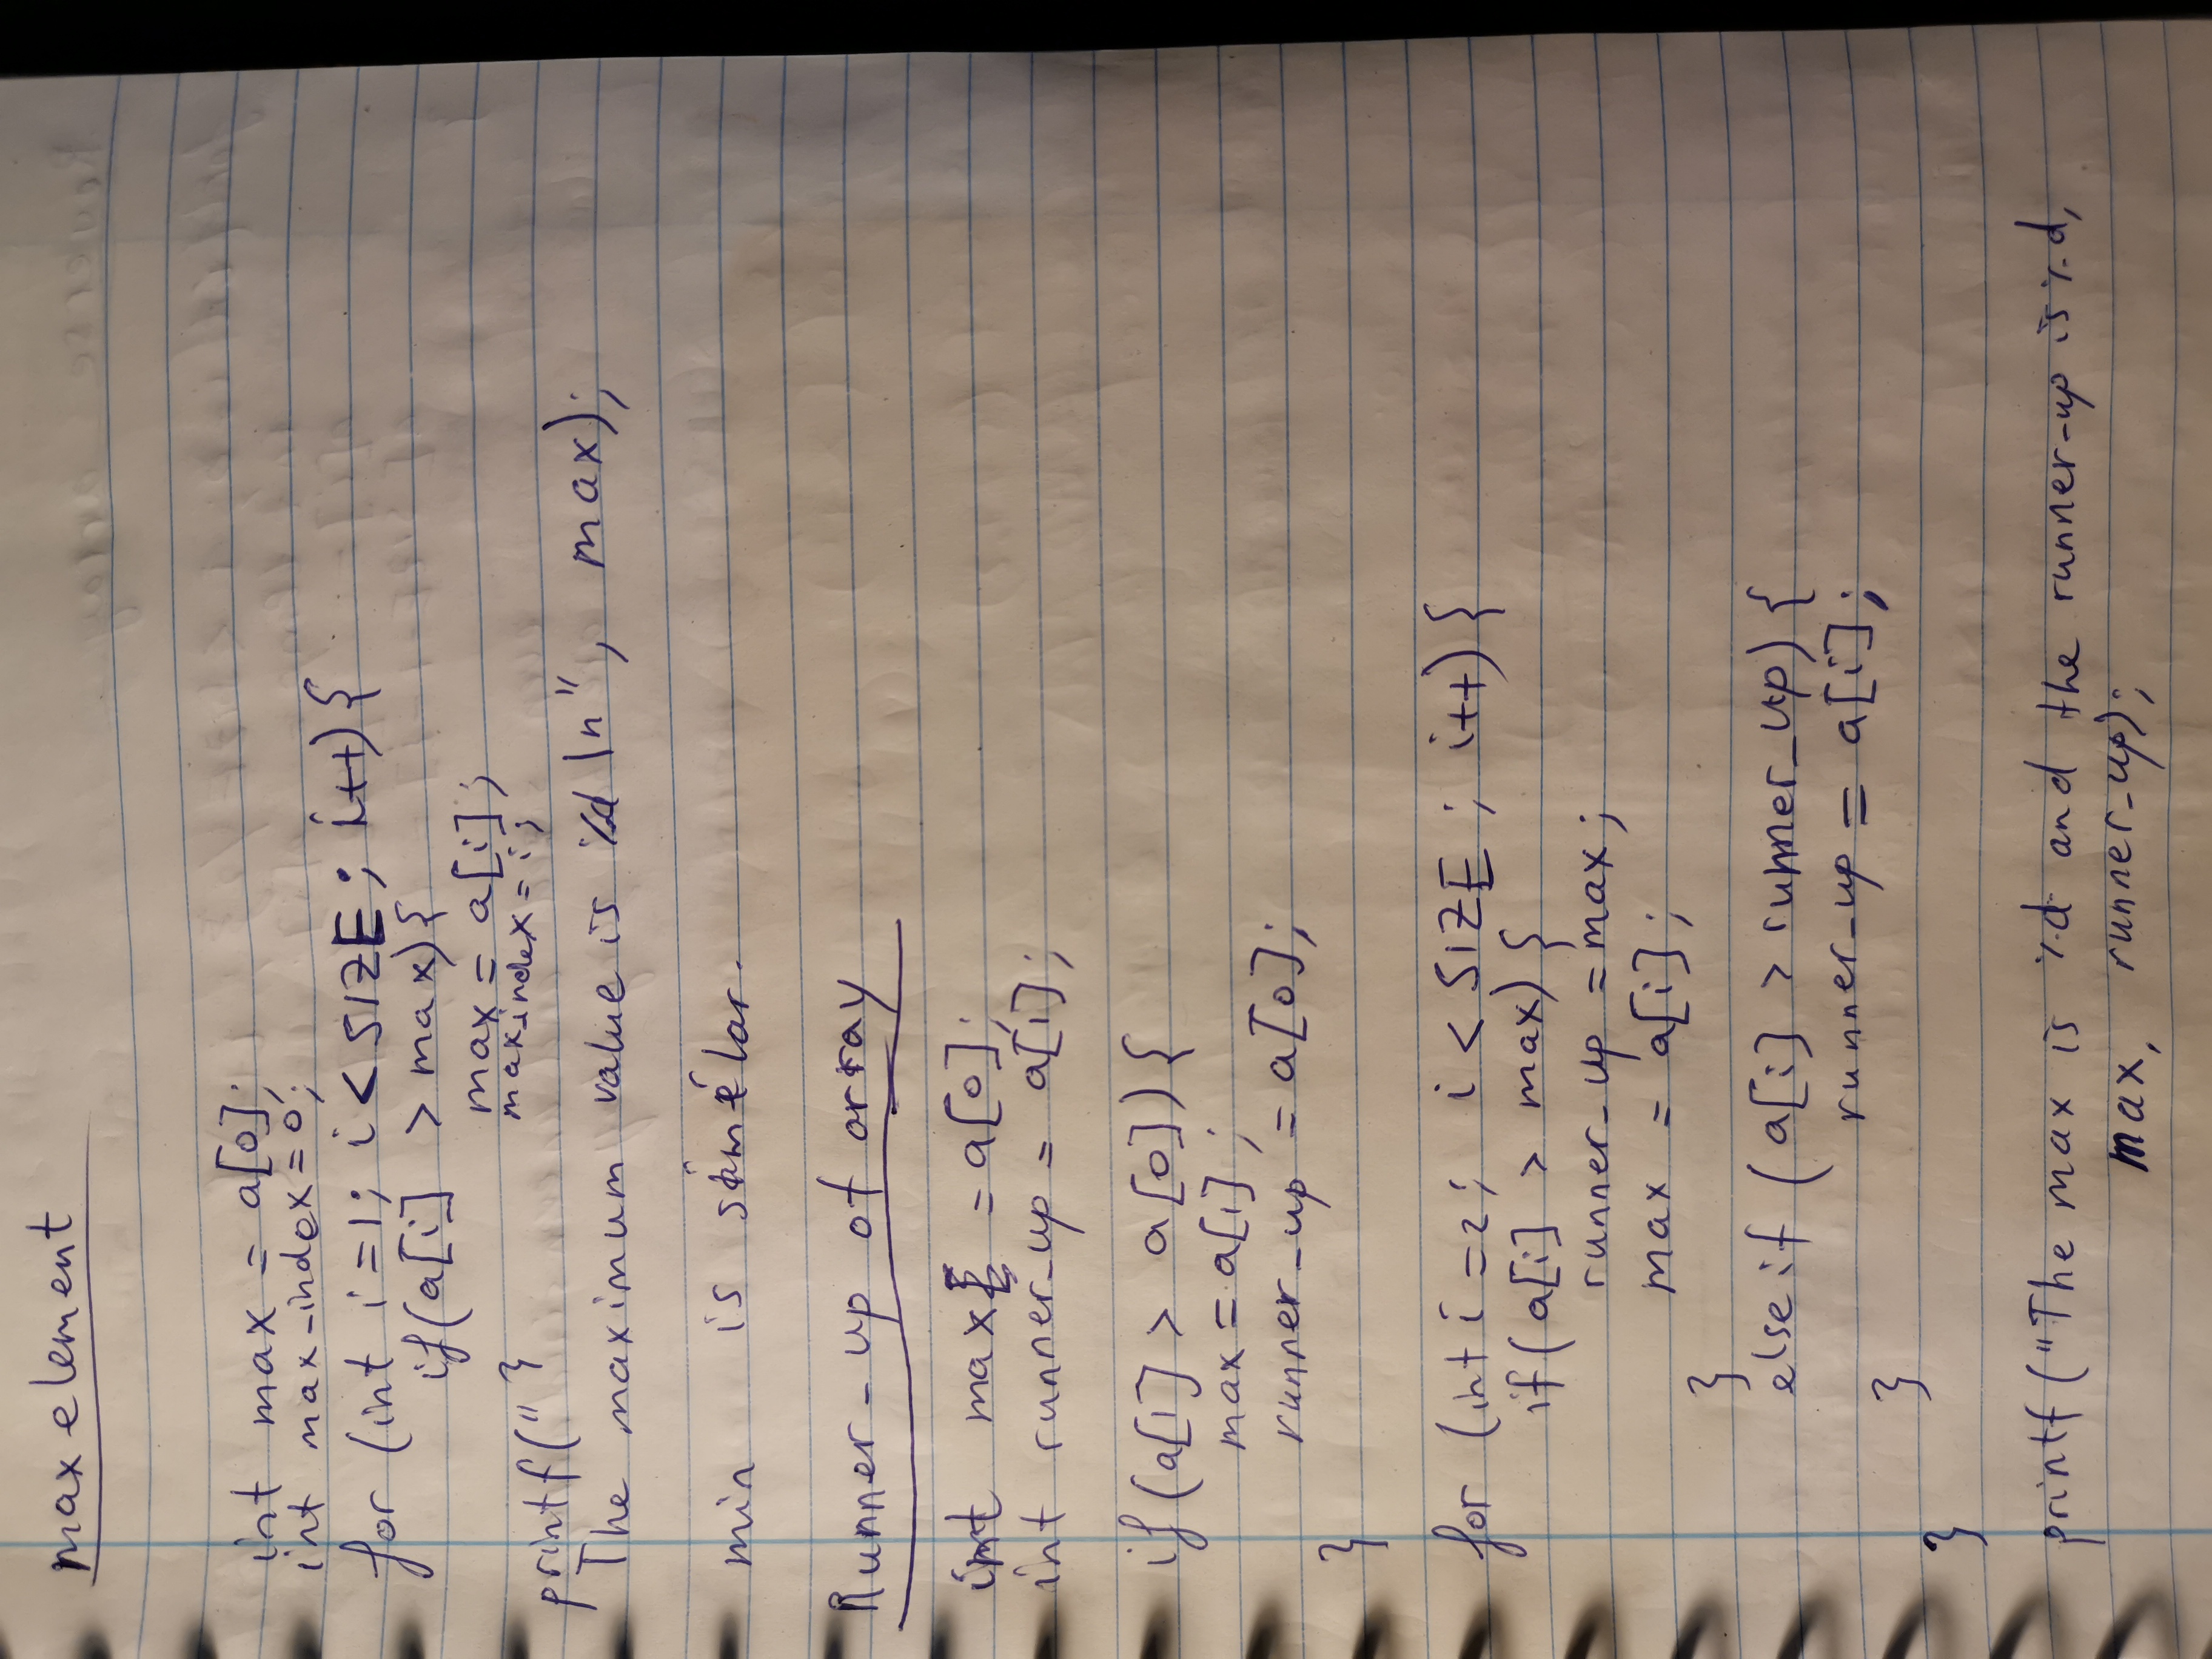 max element
int max = a[0];
int max_index = 0;
for (int i = 1; i < SIZE; i++) {
if (a[i] > max) {
max = a[i];
max_index = i;
}
printf("
The maximum value is %d \n", max);
min is similar.
Runner-up of array
int max = a[0];
int runner_up = a[1];
if (a[1] > a[0]) {
max = a[1];
runner_up = a[0];
}
for (int i = 2; i < SIZE; i++) {
if (a[i] > max) {
runner_up = max;
max = a[i];
}
else if (a[i] > runner_up) {
runner_up = a[i];
}
}
printf ("The max is %d and the runner-up is %d,
max, runner_up);